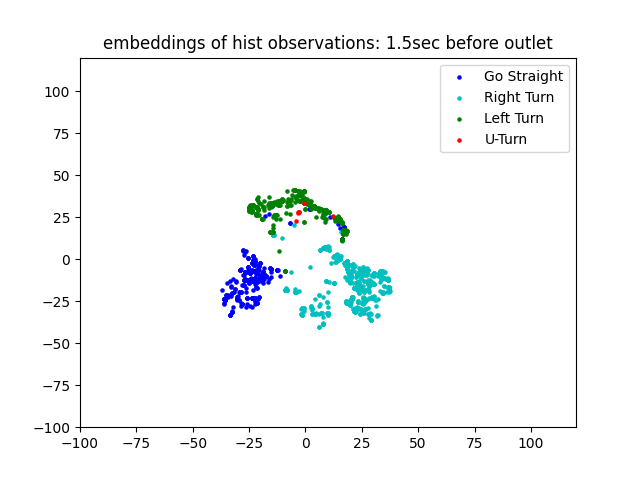 embeddings of hist observations: 1.5sec before outlet
Go Straight
Right Turn
Left Turn
U-Turn
100
75
50
25
0
−25
−50
−75
−100
−100 −75 −50 −25 0 25 50 75 100